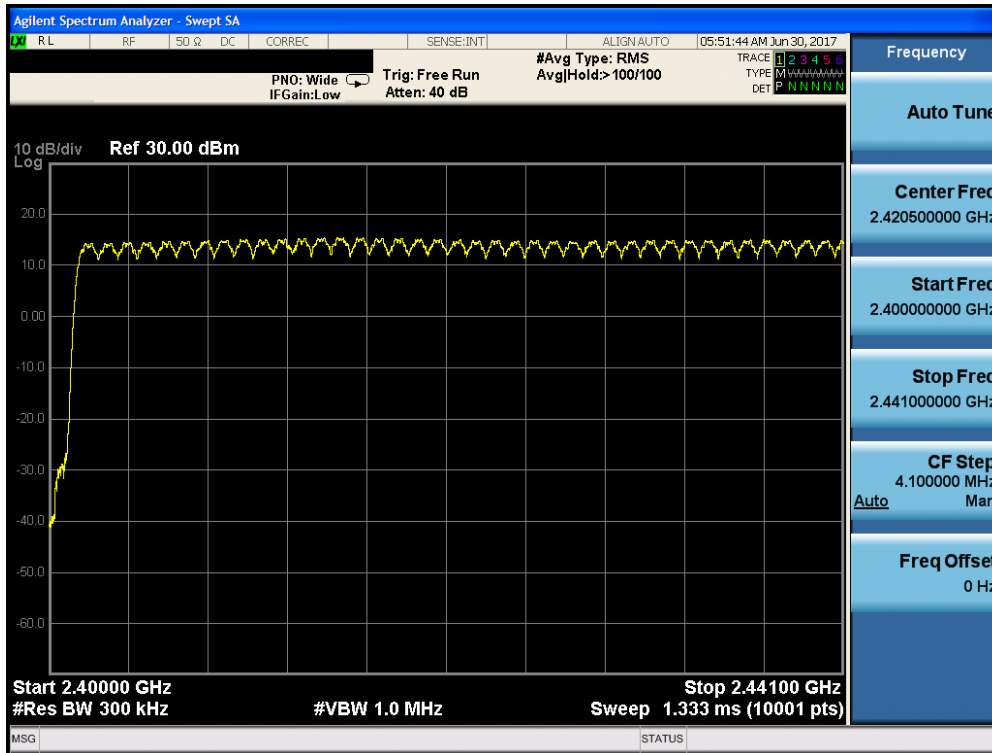 Agilent Spectrum Analyzer - Swept SA
LXI RL RF 50 Ω DC CORREC SENSE:INT ALIGN AUTO 05:51:44 AM Jun 30, 2017
PNO: Wide
IFGain:Low
Trig: Free Run
Atten: 40 dB
#Avg Type: RMS
Avg|Hold:> 100/100
TRACE 1 2 3 4 5 6
TYPE M
DET P N N N N N
10 dB/div Ref 30.00 dBm
Log
20.0
10.0
0.00
-10.0
-20.0
-30.0
-40.0
-50.0
-60.0
Start 2.40000 GHz Stop 2.44100 GHz
#Res BW 300 kHz #VBW 1.0 MHz Sweep 1.333 ms (10001 pts)
MSG STATUS
Frequency
Auto Tune
Center Freq
2.420500000 GHz
Start Freq
2.400000000 GHz
Stop Freq
2.441000000 GHz
CF Step
4.100000 MHz
Auto Man
Freq Offset
0 Hz